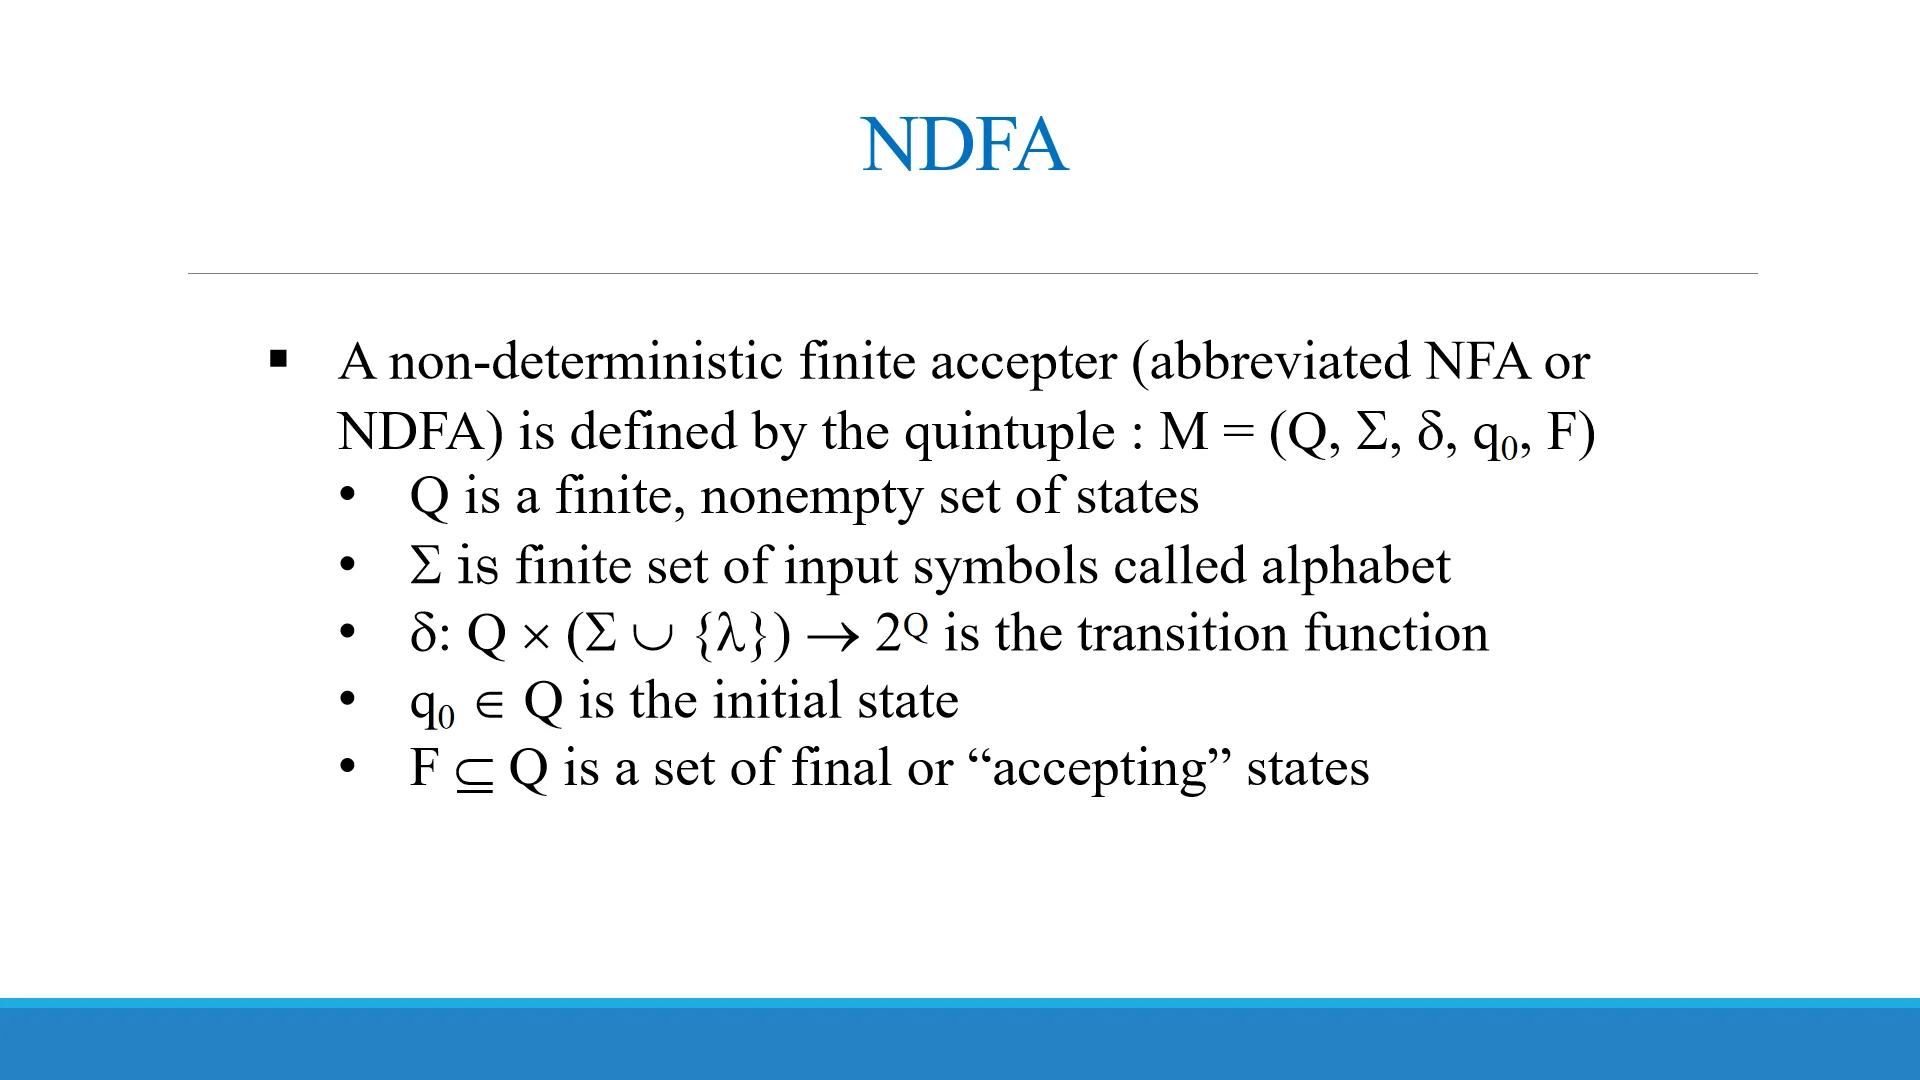 NDFA
▪ A non-deterministic finite accepter (abbreviated NFA or
NDFA) is defined by the quintuple : M = (Q, Σ, δ, q₀, F)
• Q is a finite, nonempty set of states
• Σ is finite set of input symbols called alphabet
• δ: Q × (Σ ∪ {λ}) → 2^Q is the transition function
• q₀ ∈ Q is the initial state
• F ⊆ Q is a set of final or “accepting” states